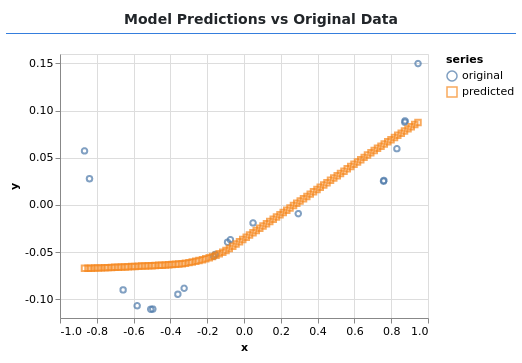 Model Predictions vs Original Data
series
original
predicted
y
0.15
0.10
0.05
0.00
-0.05
-0.10
-1.0 -0.8 -0.6 -0.4 -0.2 0.0 0.2 0.4 0.6 0.8 1.0
x